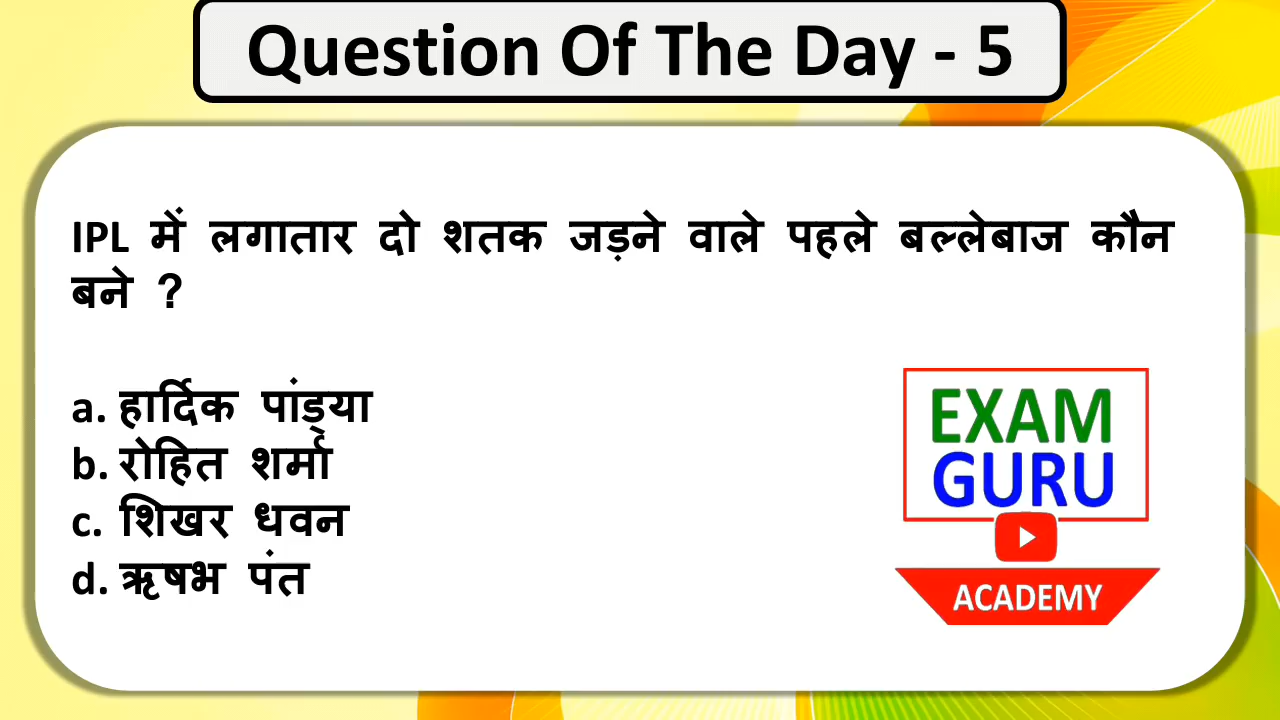 Question Of The Day - 5
IPL में लगातार दो शतक जड़ने वाले पहले बल्लेबाज कौन
बने ?
a. हार्दिक पांड्या
b. रोहित शर्मा
c. शिखर धवन
d. ऋषभ पंत
EXAM
GURU
ACADEMY